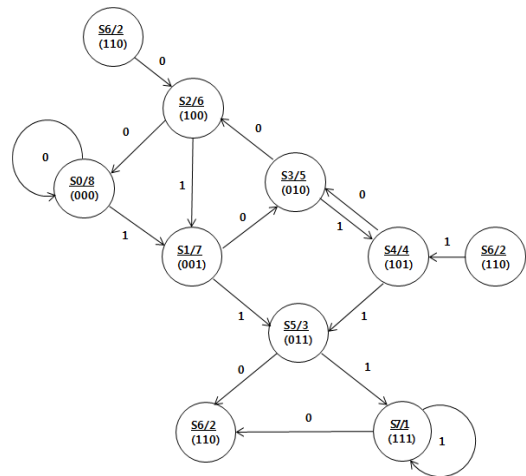 S6/2
(110)
0
S2/6
(100)
0
0
0
S0/8
(000)
1
S3/5
(010)
0
1
0
1
S1/7
(001)
S4/4
(101)
1
S6/2
(110)
1
S5/3
(011)
1
0
1
S6/2
(110)
0
S7/1
(111)
1